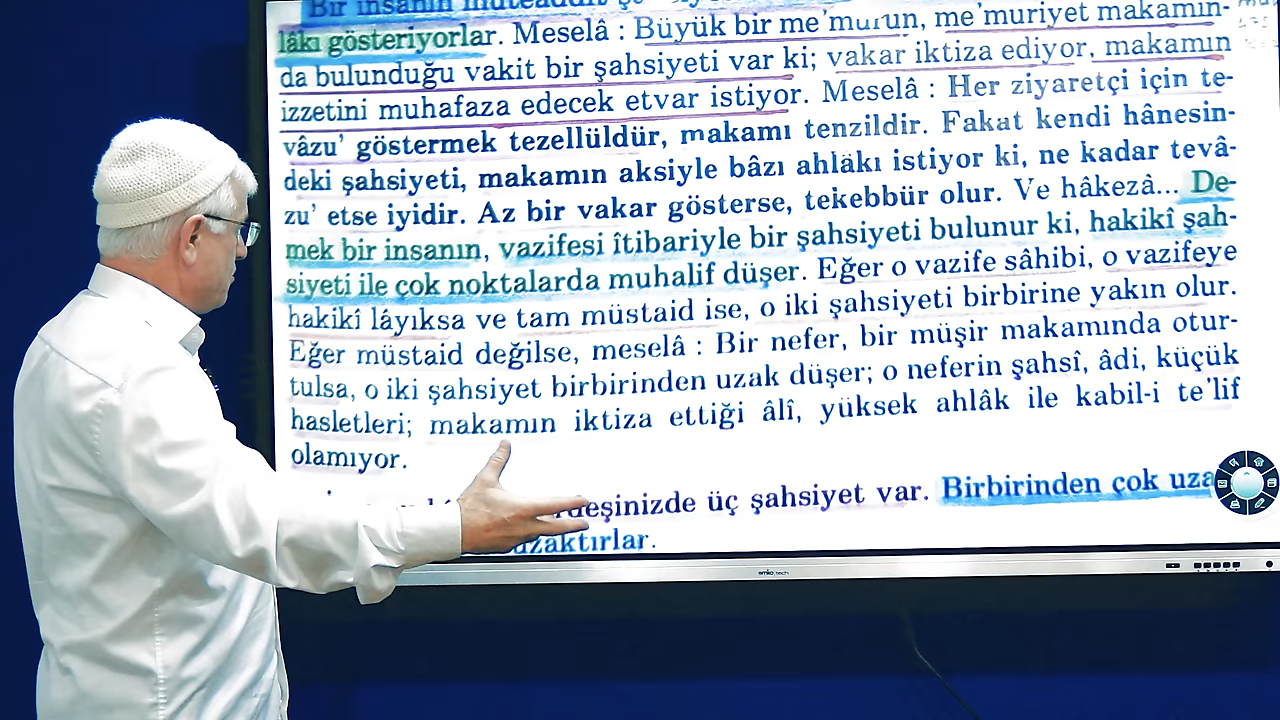 Bir insanın müteaddit
lâkı gösteriyorlar. Meselâ : Büyük bir me'murun, me'muriyet makamın-
da bulunduğu vakit bir şahsiyeti var ki; vakar iktiza ediyor, makamın
izzetini muhafaza edecek etvar istiyor. Meselâ : Her ziyaretçi için te-
vâzu' göstermek tezellüldür, makamı tenzildir. Fakat kendi hânesin-
deki şahsiyeti, makamın aksiyle bâzı ahlâkı istiyor ki, ne kadar tevâ-
zu' etse iyidir. Az bir vakar gösterse, tekebbür olur. Ve hâkezâ... De-
mek bir insanın, vazifesi îtibariyle bir şahsiyeti bulunur ki, hakikî şah-
siyeti ile çok noktalarda muhalif düşer. Eğer o vazife sâhibi, o vazifeye
hakikî lâyıksa ve tam müstaid ise, o iki şahsiyeti birbirine yakın olur.
Eğer müstaid değilse, meselâ : Bir nefer, bir müşir makamında otur-
tulsa, o iki şahsiyet birbirinden uzak düşer; o neferin şahsî, âdi, küçük
hasletleri; makamın iktiza ettiği âlî, yüksek ahlâk ile kabil-i te'lif
olamıyor.
deşinizde üç şahsiyet var. Birbirinden çok uza
uzaktırlar.